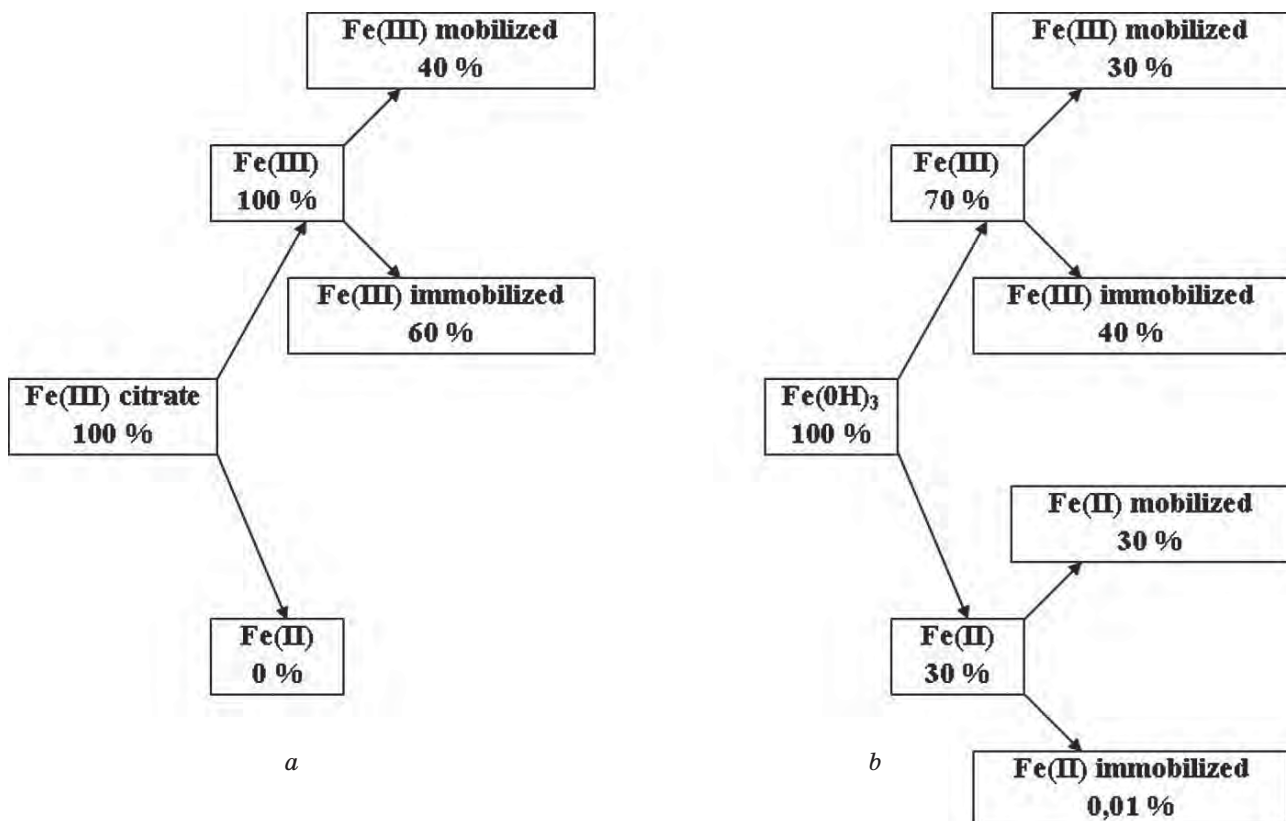 Fe(III) mobilized
40 %
Fe(III)
100 %
Fe(III) immobilized
60 %
Fe(III) citrate
100 %
Fe(II)
0 %
a
Fe(III) mobilized
30 %
Fe(III)
70 %
Fe(III) immobilized
40 %
Fe(0H)₃
100 %
Fe(II) mobilized
30 %
Fe(II)
30 %
Fe(II) immobilized
0,01 %
b